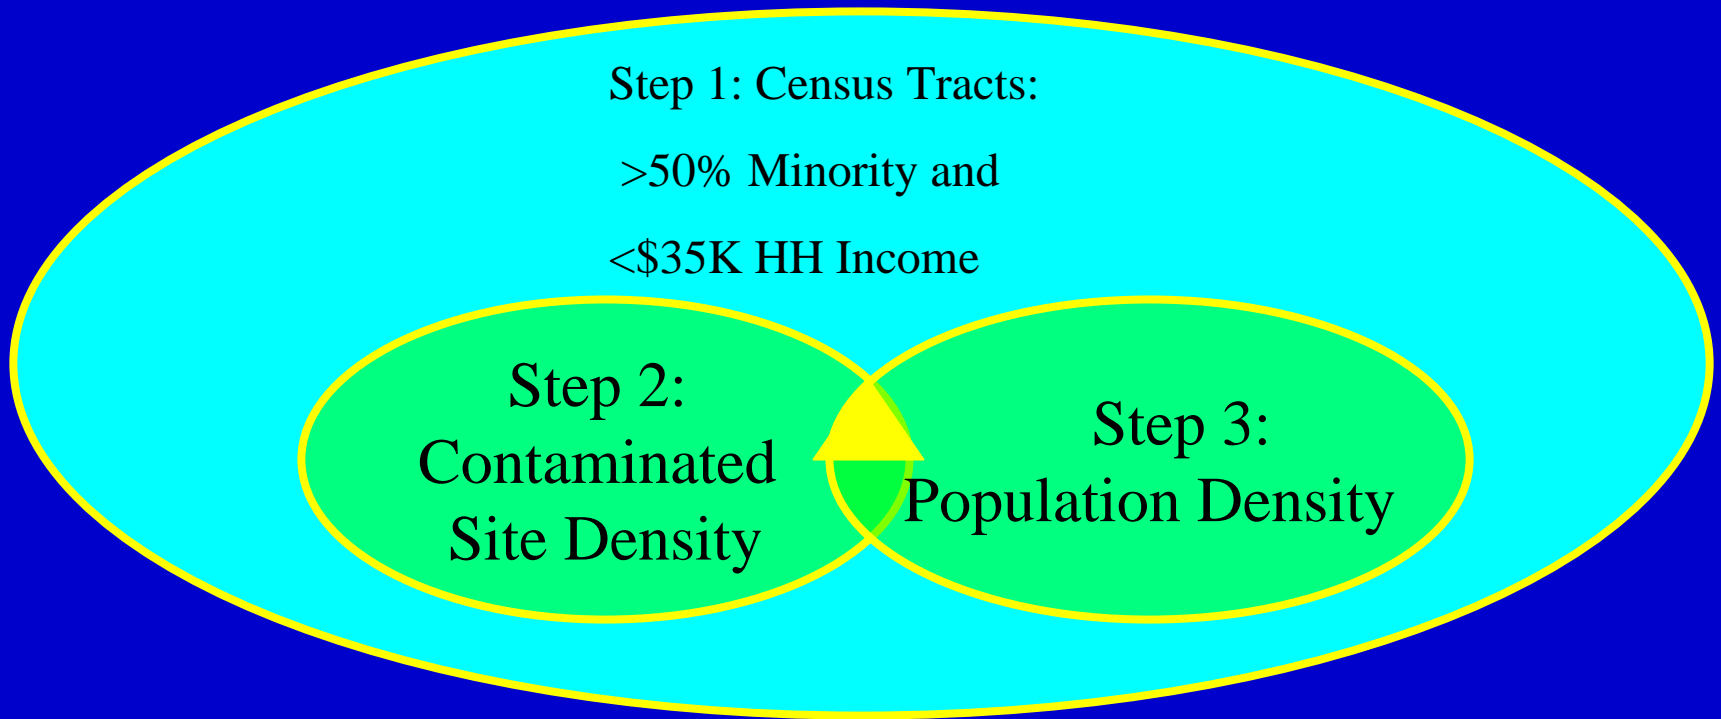 Step 1: Census Tracts:
>50% Minority and
<$35K HH Income
Step 2:
Contaminated
Site Density
Step 3:
Population Density